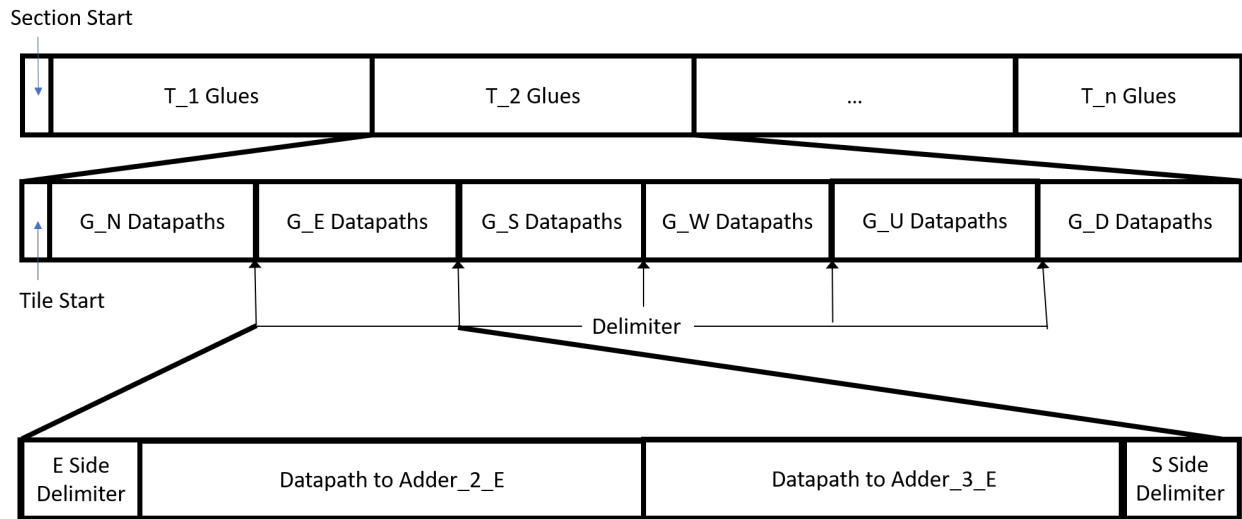 Section Start
T_1 Glues
T_2 Glues
...
T_n Glues
G_N Datapaths
G_E Datapaths
G_S Datapaths
G_W Datapaths
G_U Datapaths
G_D Datapaths
Tile Start
Delimiter
E Side
Delimiter
Datapath to Adder_2_E
Datapath to Adder_3_E
S Side
Delimiter